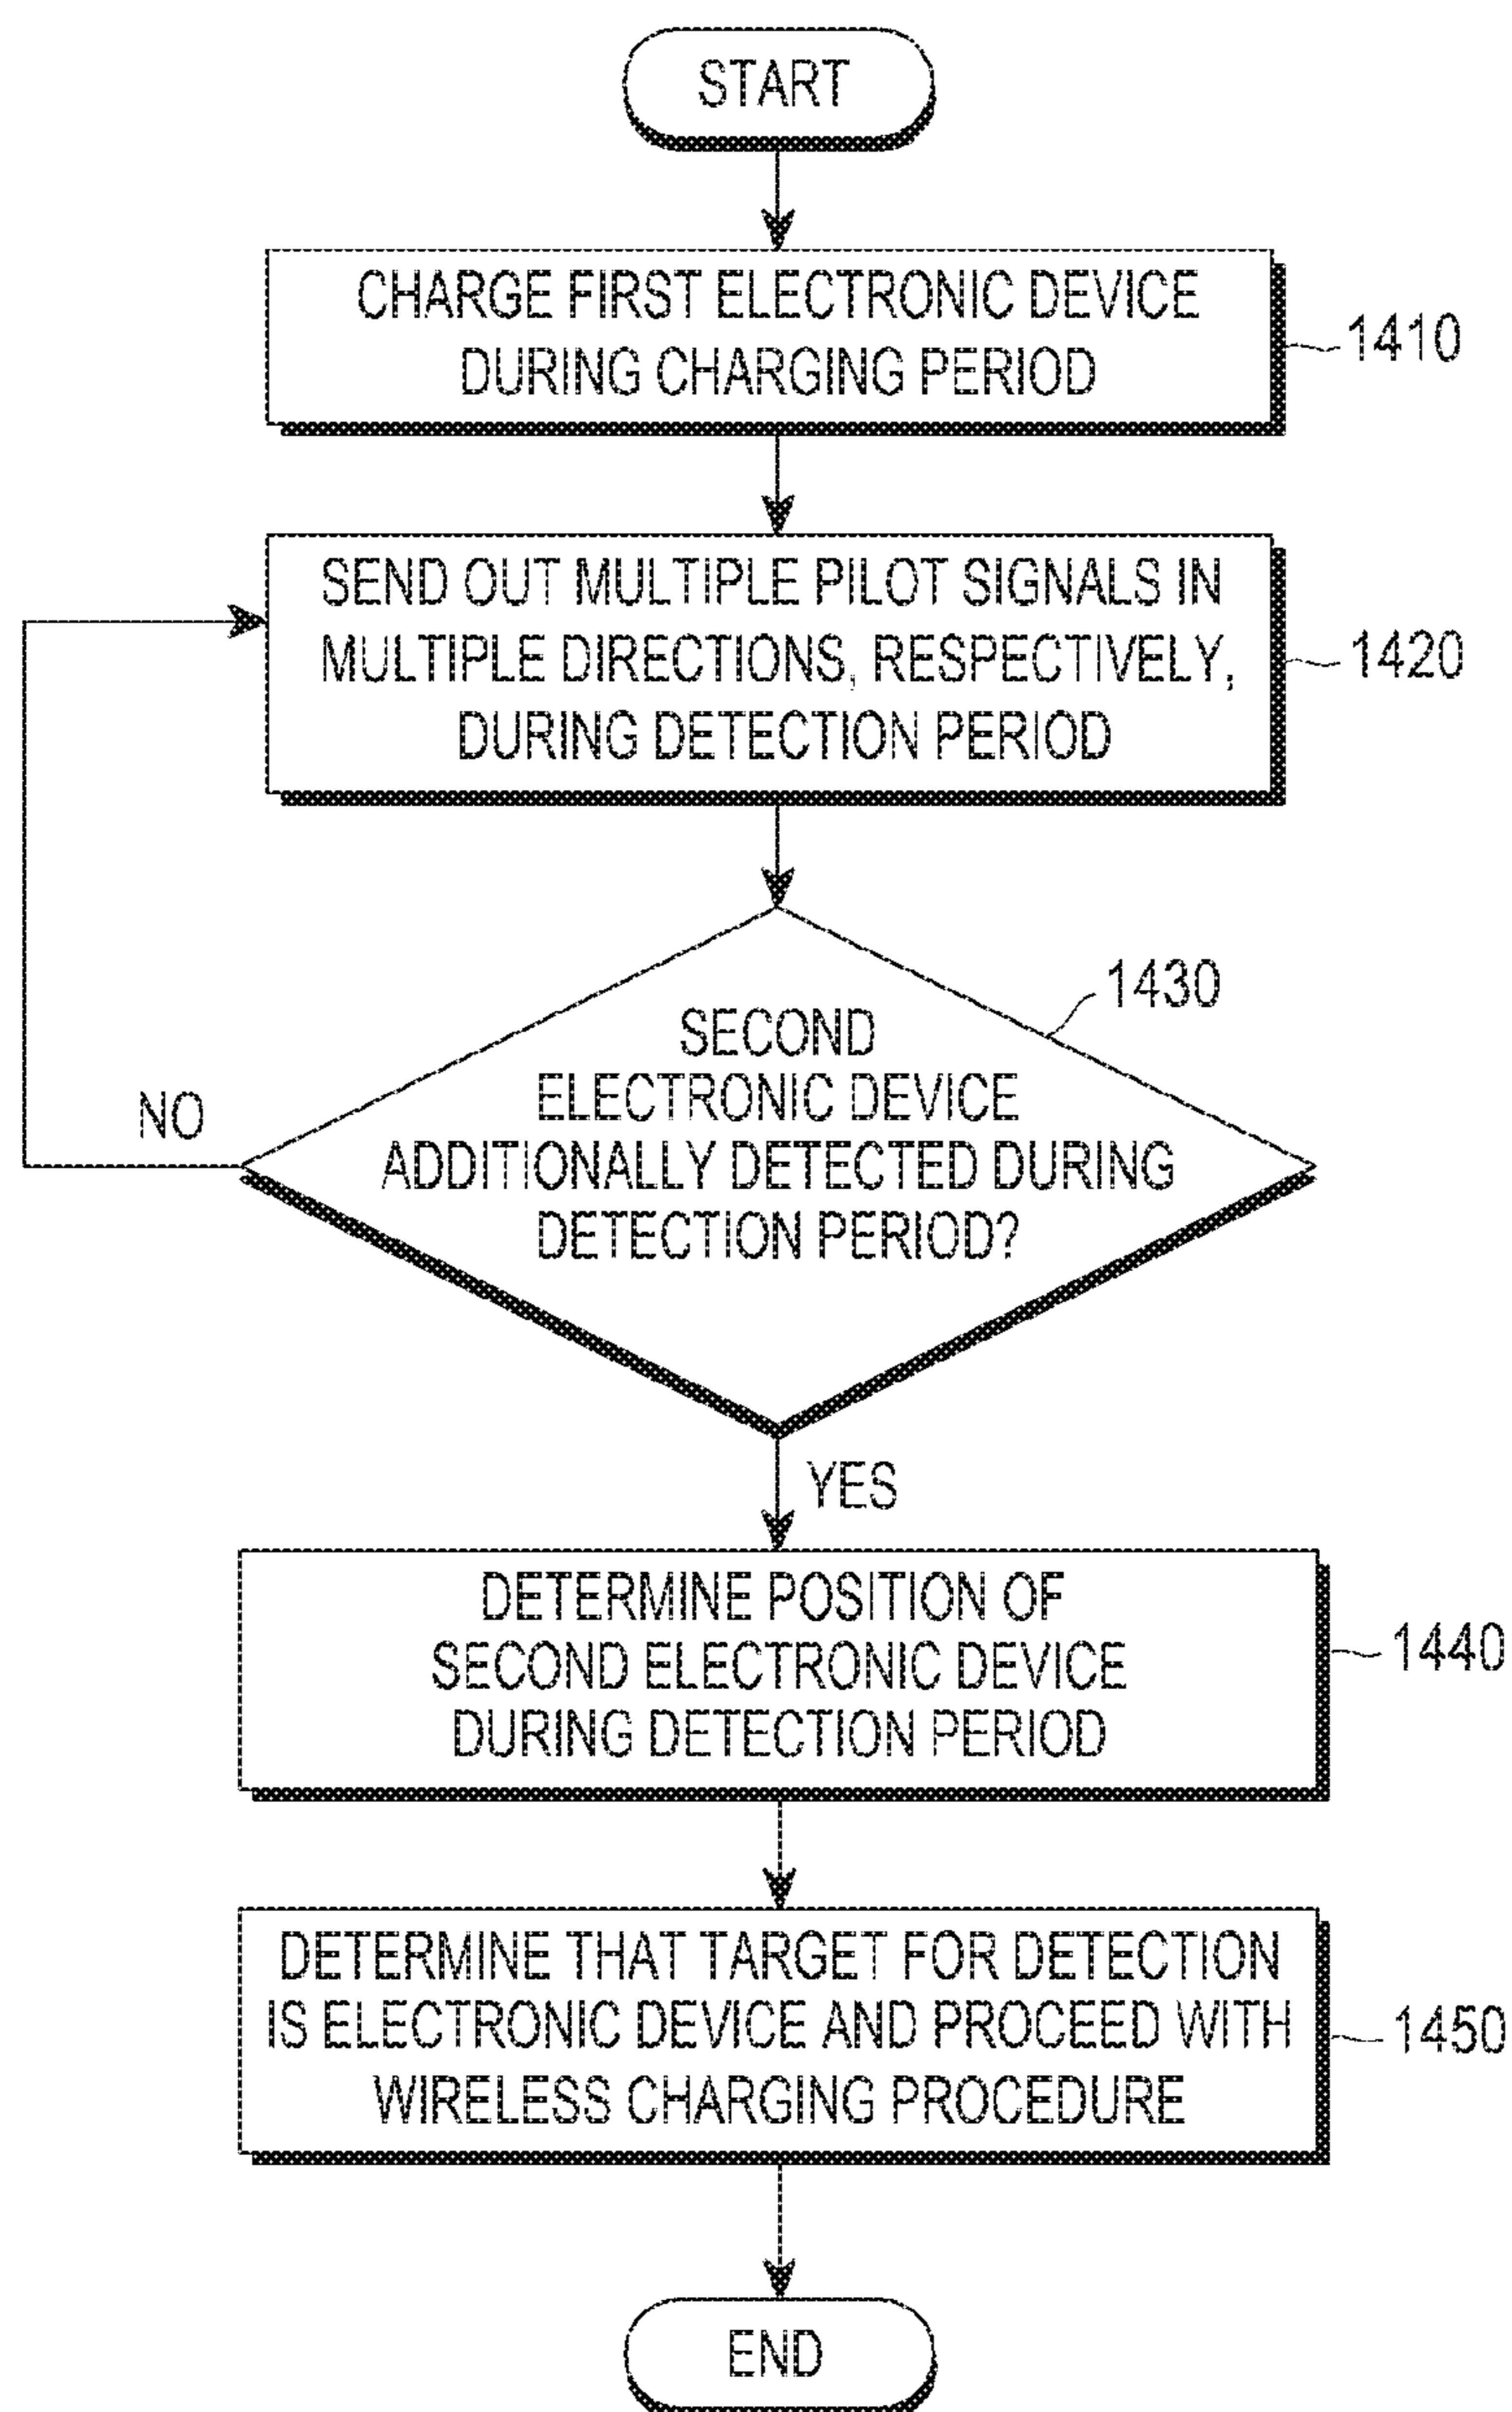 START
CHARGE FIRST ELECTRONIC DEVICE
DURING CHARGING PERIOD
1410
SEND OUT MULTIPLE PILOT SIGNALS IN
MULTIPLE DIRECTIONS, RESPECTIVELY,
DURING DETECTION PERIOD
1420
1430
SECOND
ELECTRONIC DEVICE
ADDITIONALLY DETECTED DURING
DETECTION PERIOD?
NO
YES
DETERMINE POSITION OF
SECOND ELECTRONIC DEVICE
DURING DETECTION PERIOD
1440
DETERMINE THAT TARGET FOR DETECTION
IS ELECTRONIC DEVICE AND PROCEED WITH
WIRELESS CHARGING PROCEDURE
1450
END